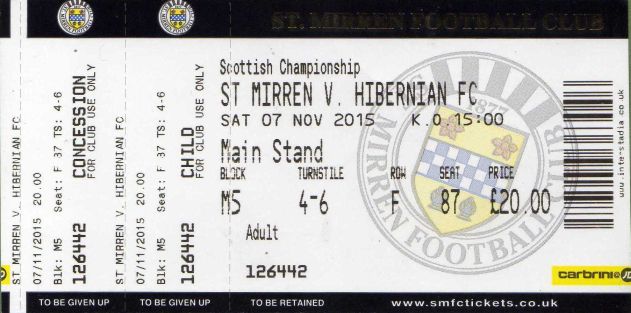 ST. MIRREN FOOTBALL CLUB
Scottish Championship
ST MIRREN V. HIBERNIAN FC
SAT 07 NOV 2015 K.O. 15:00
Main Stand
BLOCK TURNSTILE ROW SEAT PRICE
M5 4-6 F 87 £20.00
Adult
126442
1877
MIRREN FOOTBALL CLUB
www.inte-stadia.co.uk
carbrini JD
ST MIRREN V. HIBERNIAN FC
07/11/2015 20.00
Blk: M5 Seat: F 87 TS: 4-6
126442 CONCESSION
FOR CLUB USE ONLY
ST MIRREN V. HIBERNIAN FC
07/11/2015 20.00
Blk: M5 Seat: F 87 TS: 4-6
126442 CHILD
FOR CLUB USE ONLY
TO BE GIVEN UP TO BE GIVEN UP TO BE RETAINED www.smfctickets.co.uk